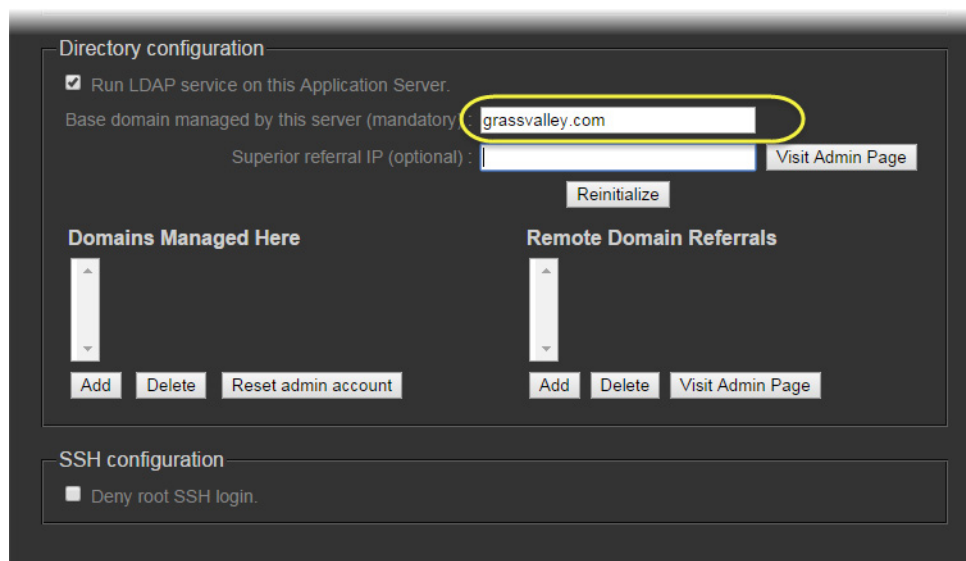 Directory configuration
Run LDAP service on this Application Server.
Base domain managed by this server (mandatory) : grassvalley.com
Superior referral IP (optional) : Visit Admin Page
Reinitialize
Domains Managed Here Remote Domain Referrals
Add Delete Reset admin account Add Delete Visit Admin Page
SSH configuration
Deny root SSH login.